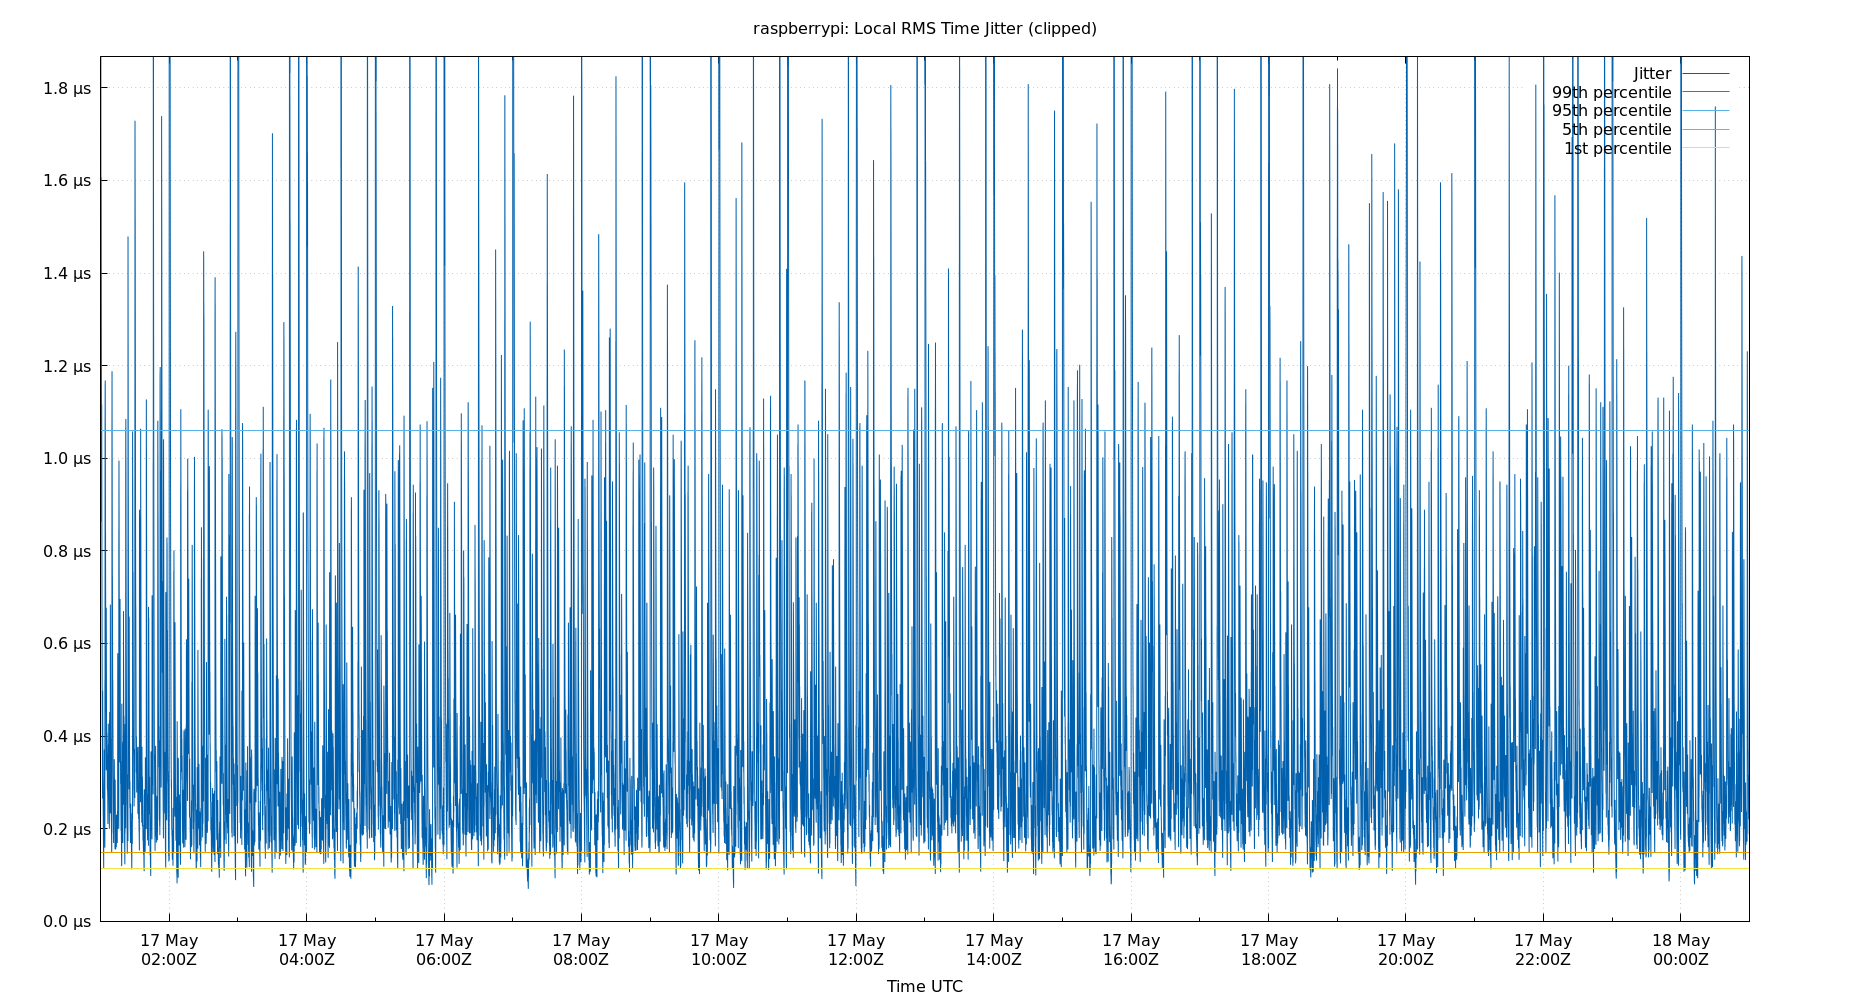 raspberrypi: Local RMS Time Jitter (clipped)
Jitter
99th percentile
95th percentile
5th percentile
1st percentile
1.8 µs
1.6 µs
1.4 µs
1.2 µs
1.0 µs
0.8 µs
0.6 µs
0.4 µs
0.2 µs
0.0 µs
17 May 17 May 17 May 17 May 17 May 17 May 17 May 17 May 17 May 17 May 17 May 18 May
02:00Z 04:00Z 06:00Z 08:00Z 10:00Z 12:00Z 14:00Z 16:00Z 18:00Z 20:00Z 22:00Z 00:00Z
Time UTC